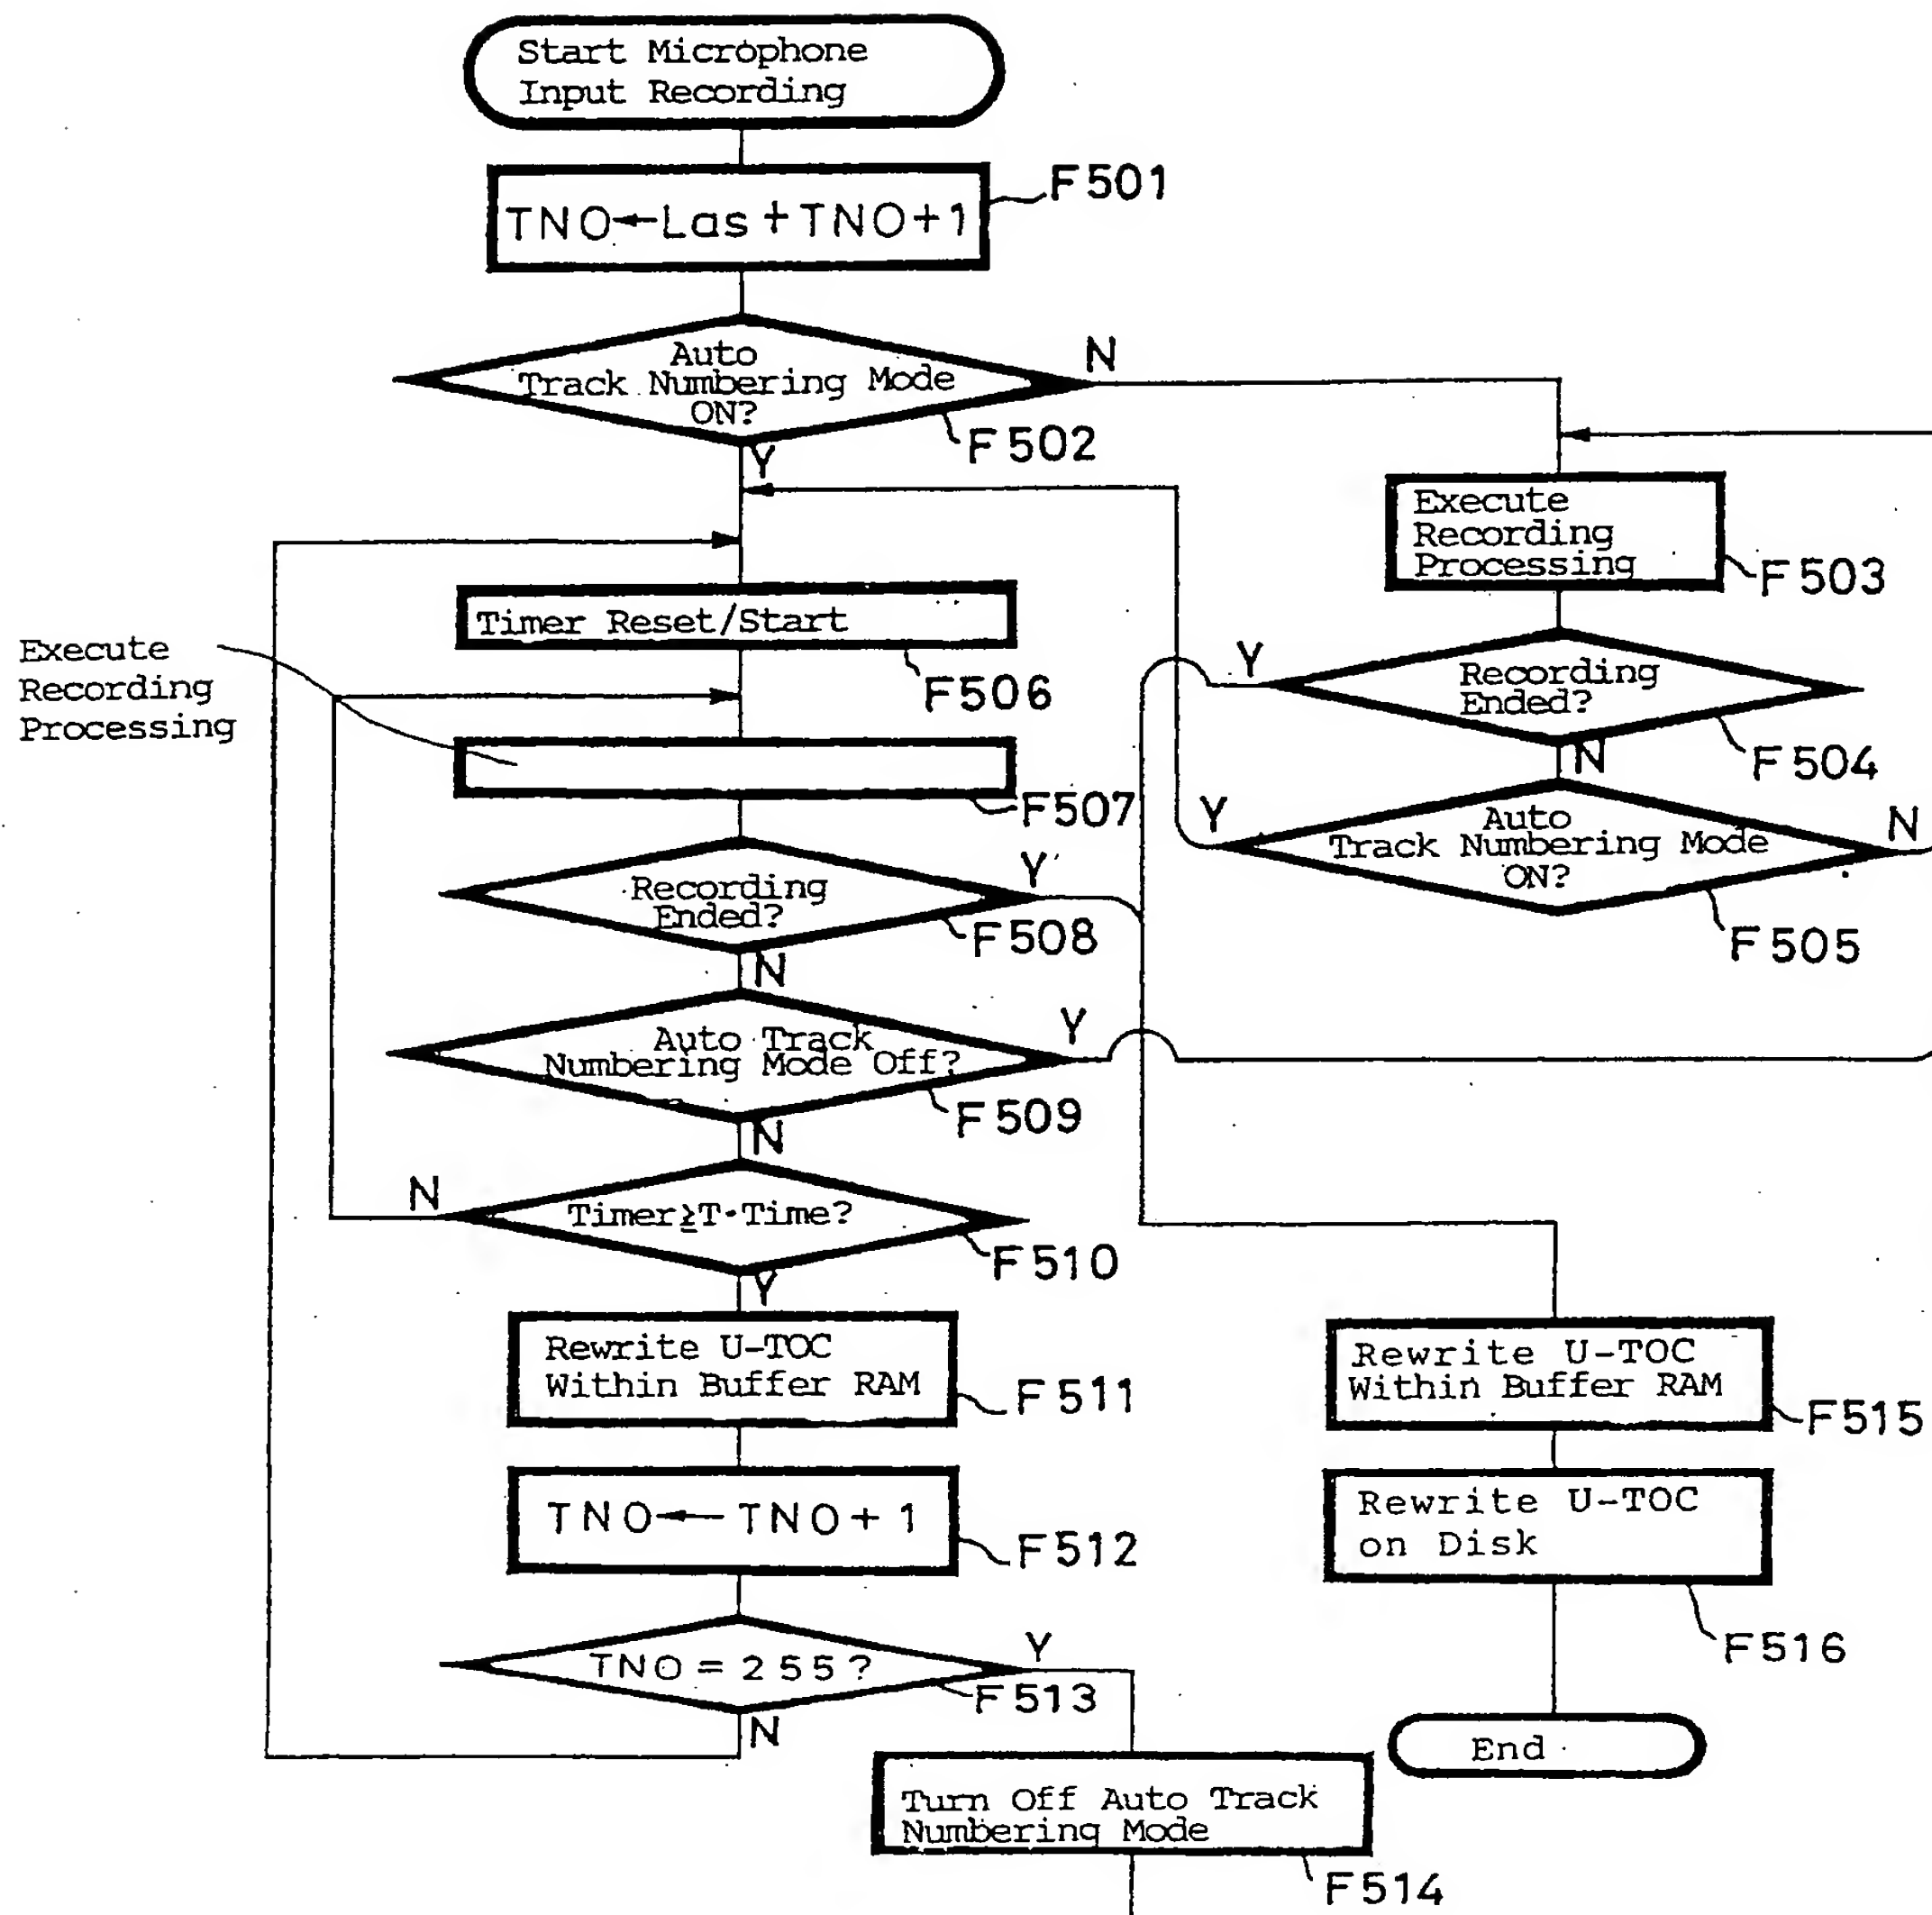 Start Microphone
Input Recording
F501
TNO←Las+TNO+1
Auto
Track Numbering Mode
ON?
N
F502
Y
Execute
Recording
Processing
F503
Timer Reset/Start
F506
Execute
Recording
Processing
F507
Y
Recording
Ended?
F504
N
Y
Auto
Track Numbering Mode
ON?
N
F505
Recording
Ended?
Y
F508
N
Auto Track
Numbering Mode Off?
Y
F509
N
N
Timer≧T·Time?
F510
Y
Rewrite U-TOC
Within Buffer RAM
F511
TNO←TNO+1
F512
TNO=255?
Y
F513
N
Turn Off Auto Track
Numbering Mode
F514
Rewrite U-TOC
Within Buffer RAM
F515
Rewrite U-TOC
on Disk
F516
End